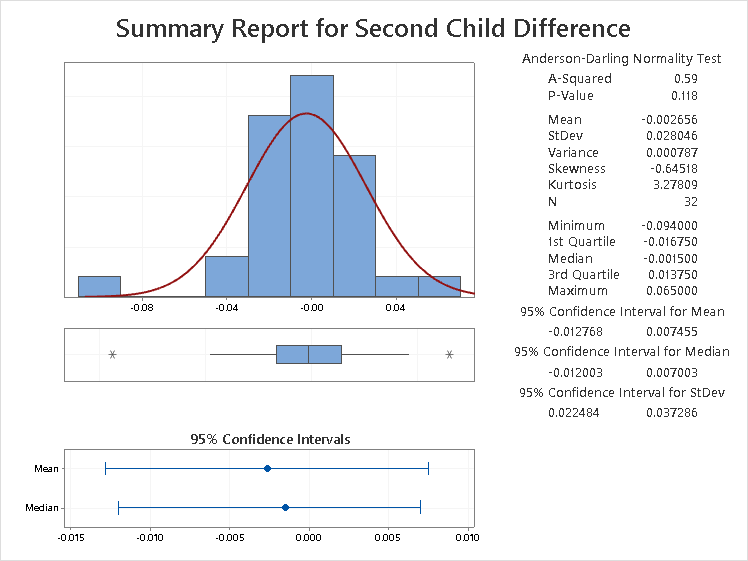 Summary Report for Second Child Difference
Anderson-Darling Normality Test
A-Squared 0.59
P-Value 0.118
Mean -0.002656
StDev 0.028046
Variance 0.000787
Skewness -0.64518
Kurtosis 3.27809
N 32
Minimum -0.094000
1st Quartile -0.016750
Median -0.001500
3rd Quartile 0.013750
Maximum 0.065000
95% Confidence Interval for Mean
-0.012768 0.007455
95% Confidence Interval for Median
-0.012003 0.007003
95% Confidence Interval for StDev
0.022484 0.037286
-0.08 -0.04 -0.00 0.04
95% Confidence Intervals
Mean
Median
-0.015 -0.010 -0.005 0.000 0.005 0.010